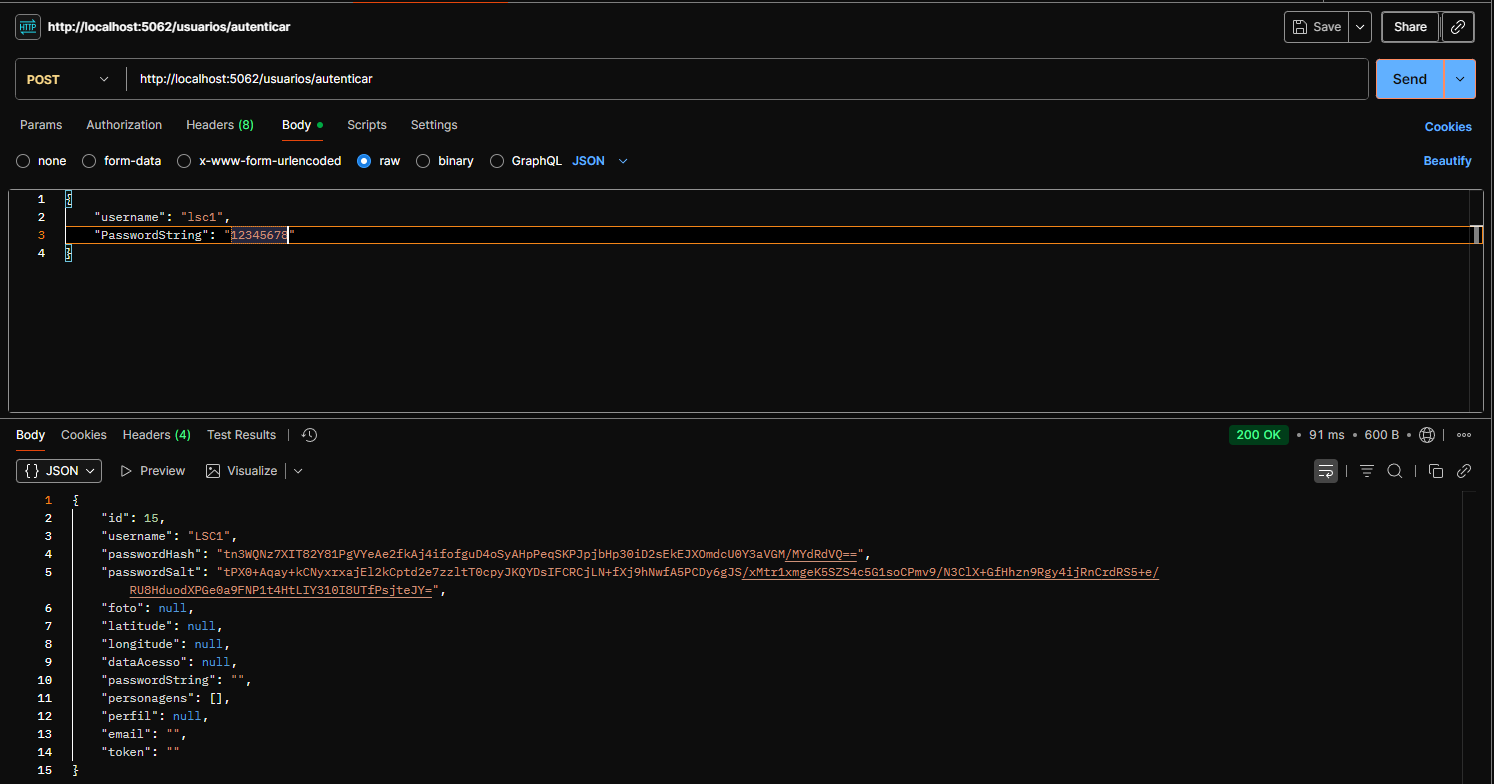 HTTP http://localhost:5062/usuarios/autenticar Save Share
POST http://localhost:5062/usuarios/autenticar Send
Params Authorization Headers (8) Body Scripts Settings Cookies
none form-data x-www-form-urlencoded raw binary GraphQL JSON Beautify
1 {
2 "username": "lsc1",
3 "PasswordString": "12345678"
4 }
Body Cookies Headers (4) Test Results 200 OK • 91 ms • 600 B •
{} JSON Preview Visualize
1 {
2 "id": 15,
3 "username": "LSC1",
4 "passwordHash": "tn3WQNz7XIT82Y81PgVYeAe2fkAj4ifofguD4oSyAHpPeqSKPJpjbHp30iD2sEkEJXOmdcU0Y3aVGM/MYdRdVQ==",
5 "passwordSalt": "tPX0+Aqay+kCNyxrxajEl2kCptd2e7zzltT0cpyJKQYDsIFCRCjLN+fXj9hNwfA5PCDy6gJS/xMtr1xmgeK5SZS4c5G1soCPmv9/N3ClX+GfHhzn9Rgy4ijRnCrdRS5+e/
RU8HduodXPGe0a9FNP1t4HtLIY310I8UTfPsjteJY=",
6 "foto": null,
7 "latitude": null,
8 "longitude": null,
9 "dataAcesso": null,
10 "passwordString": "",
11 "personagens": [],
12 "perfil": null,
13 "email": "",
14 "token": ""
15 }